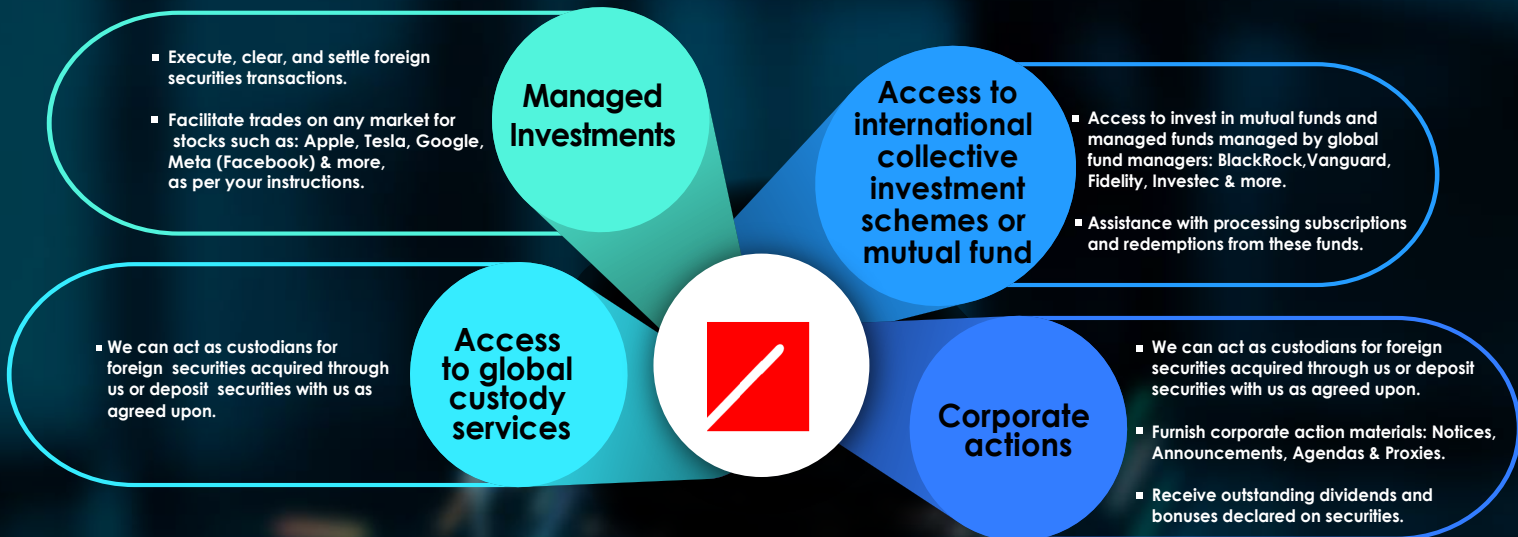 Managed
Investments
Execute, clear, and settle foreign
securities transactions.
Facilitate trades on any market for
stocks such as: Apple, Tesla, Google,
Meta (Facebook) & more,
as per your instructions.
Access to
international
collective
investment
schemes or
mutual fund
Access to invest in mutual funds and
managed funds managed by global
fund managers: BlackRock,Vanguard,
Fidelity, Investec & more.
Assistance with processing subscriptions
and redemptions from these funds.
Access
to global
custody
services
We can act as custodians for
foreign securities acquired through
us or deposit securities with us as
agreed upon.
Corporate
actions
We can act as custodians for foreign
securities acquired through us or deposit
securities with us as agreed upon.
Furnish corporate action materials: Notices,
Announcements, Agendas & Proxies.
Receive outstanding dividends and
bonuses declared on securities.